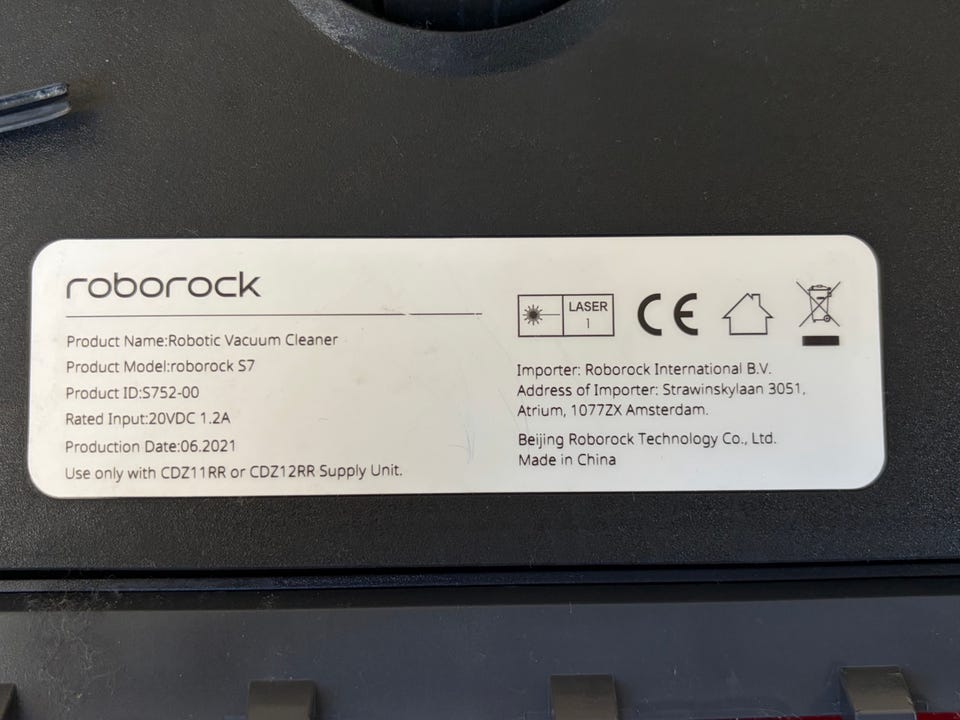 roborock
Product Name:Robotic Vacuum Cleaner
Product Model:roborock S7
Product ID:S752-00
Rated Input:20VDC 1.2A
Production Date:06.2021
Use only with CDZ11RR or CDZ12RR Supply Unit.
LASER
1
CE
Importer: Roborock International B.V.
Address of Importer: Strawinskylaan 3051,
Atrium, 1077ZX Amsterdam.
Beijing Roborock Technology Co., Ltd.
Made in China